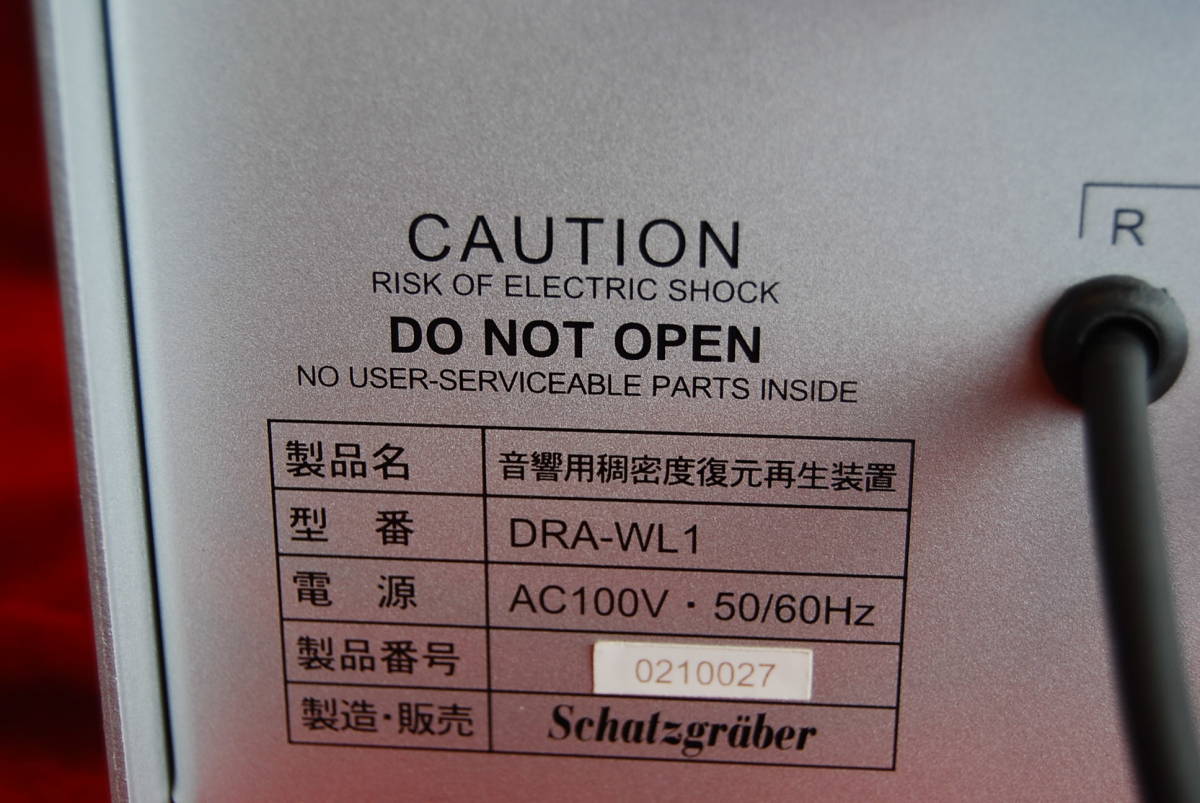 CAUTION
RISK OF ELECTRIC SHOCK
DO NOT OPEN
NO USER-SERVICEABLE PARTS INSIDE
R
製品名 音響用稠密度復元再生装置
型 番 DRA-WL1
電 源 AC100V・50/60Hz
製品番号 0210027
製造・販売 Schatzgräber